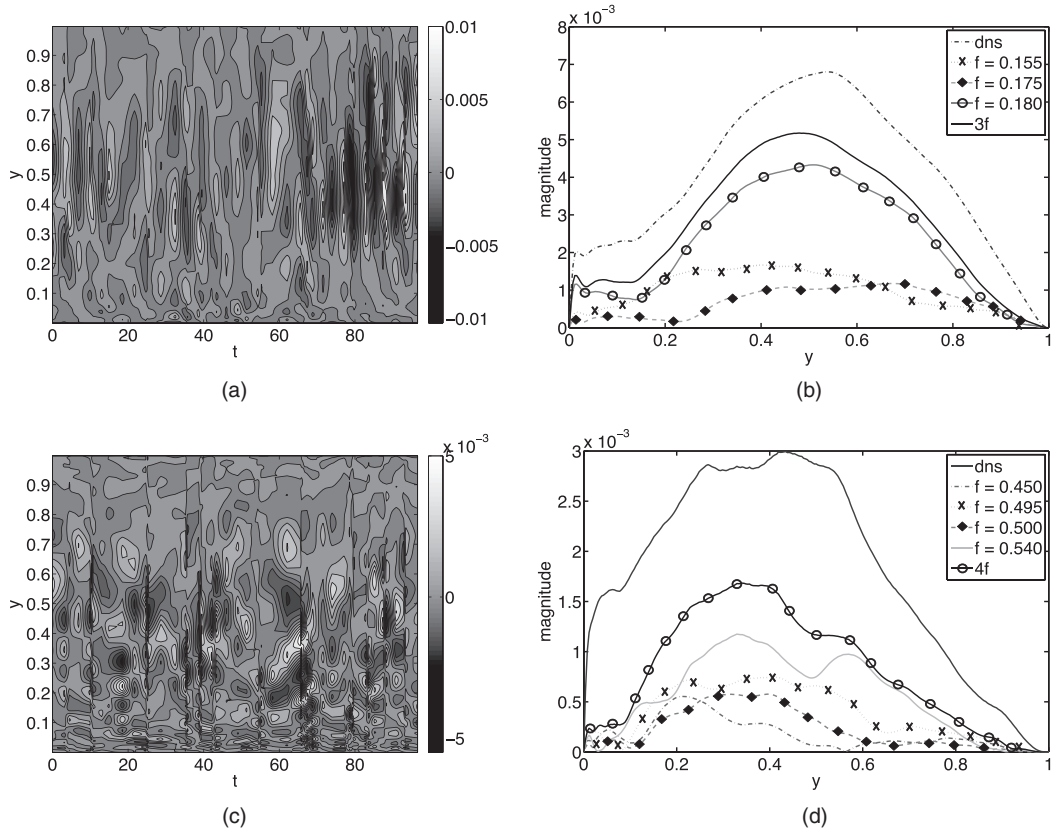 0.01
0.9
0.8
0.7
0.6
0.5
0.4
0.3
0.2
0.1
y
0 20 40 60 80
t
0.005
0
−0.005
−0.01
(a)
8 x 10⁻³
7
6
5
4
3
2
1
0
magnitude
0 0.2 0.4 0.6 0.8 1
y
dns
f = 0.155
f = 0.175
f = 0.180
3f
(b)
x 10⁻³
5
0
−5
0.9
0.8
0.7
0.6
0.5
0.4
0.3
0.2
0.1
y
0 20 40 60 80
t
(c)
3 x 10⁻³
2.5
2
1.5
1
0.5
0
magnitude
0 0.2 0.4 0.6 0.8 1
y
dns
f = 0.450
f = 0.495
f = 0.500
f = 0.540
4f
(d)